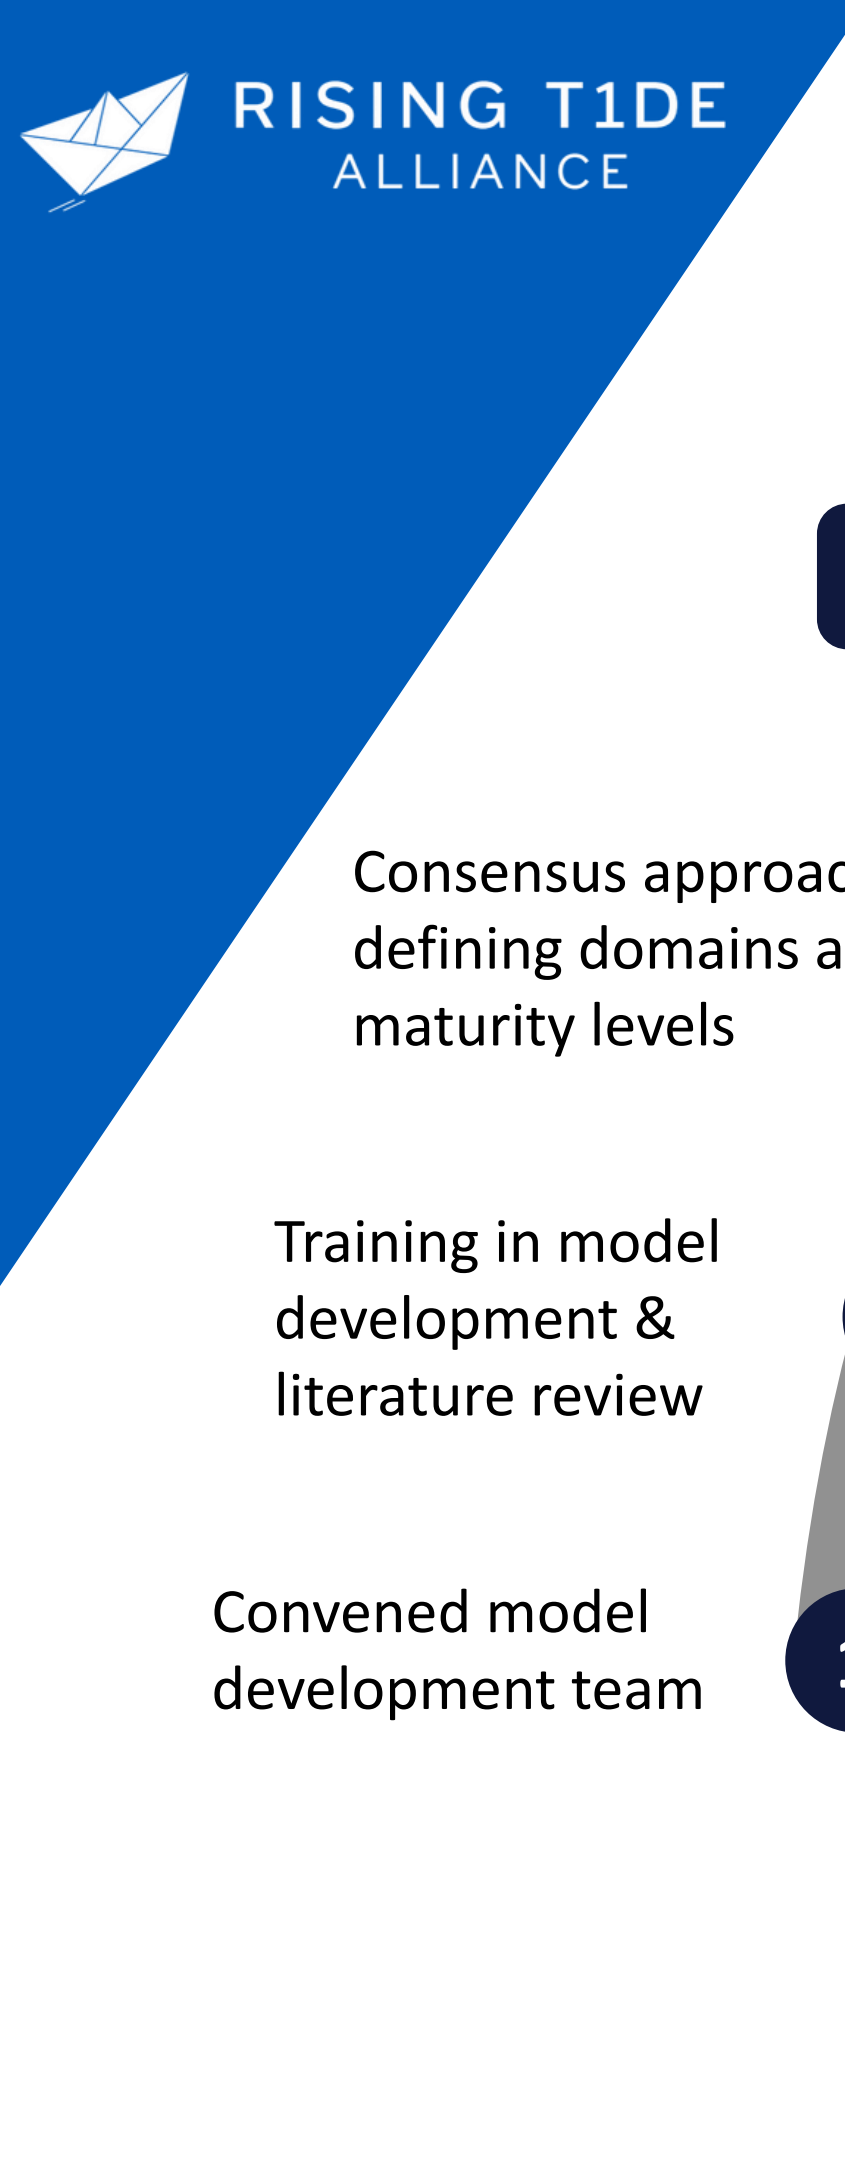 RISING T1DE
ALLIANCE
Consensus approac
defining domains a
maturity levels
Training in model
development &
literature review
Convened model
development team